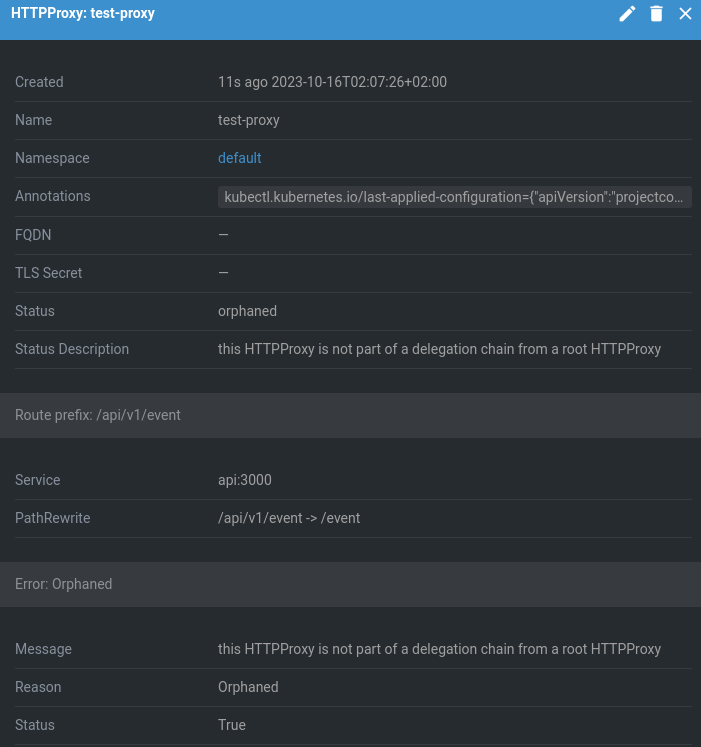 HTTPProxy: test-proxy
Created 11s ago 2023-10-16T02:07:26+02:00
Name test-proxy
Namespace default
Annotations kubectl.kubernetes.io/last-applied-configuration={"apiVersion":"projectco...
FQDN —
TLS Secret —
Status orphaned
Status Description this HTTPProxy is not part of a delegation chain from a root HTTPProxy
Route prefix: /api/v1/event
Service api:3000
PathRewrite /api/v1/event -> /event
Error: Orphaned
Message this HTTPProxy is not part of a delegation chain from a root HTTPProxy
Reason Orphaned
Status True